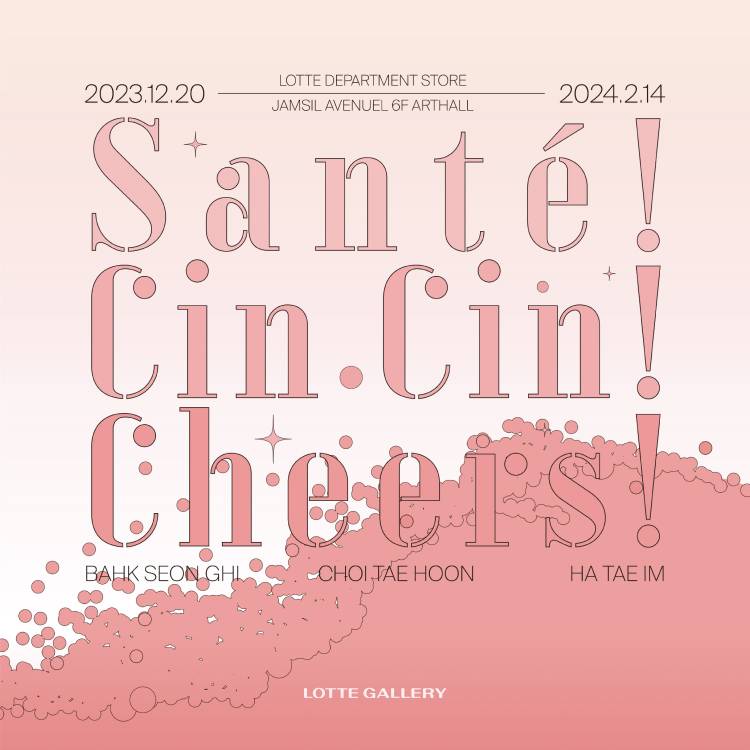 2023.12.20
LOTTE DEPARTMENT STORE
JAMSIL AVENUEL 6F ARTHALL
2024.2.14
Santé!
Cin.Cin!
Cheers!
BAHK SEON GHI
CHOI TAE HOON
HA TAE IM
LOTTE GALLERY